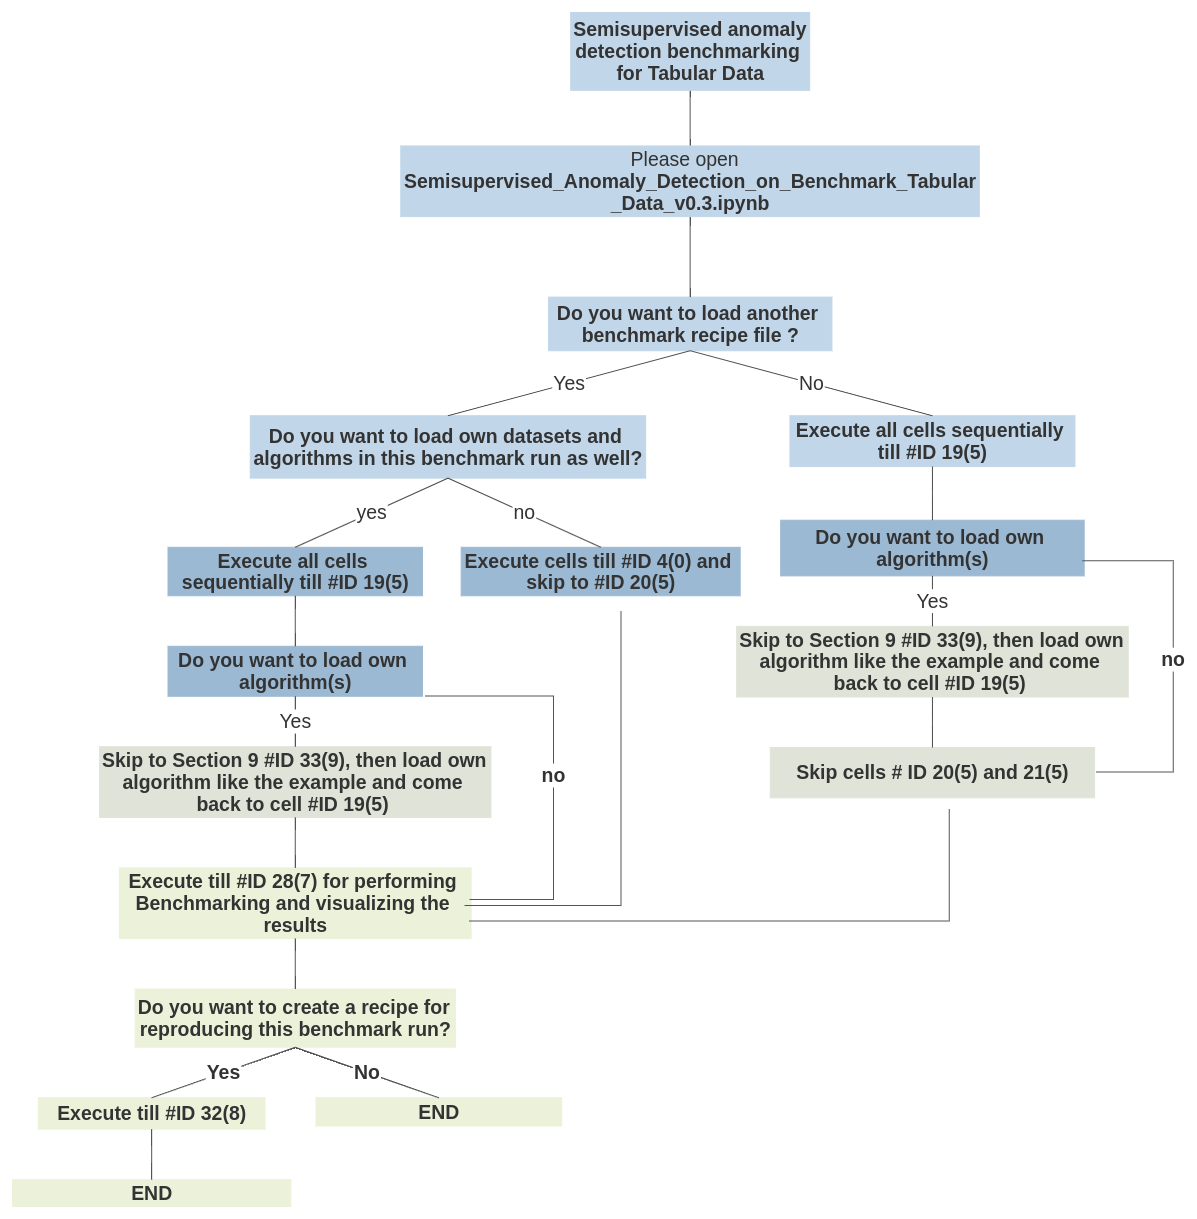 Semisupervised anomaly
detection benchmarking
for Tabular Data
Please open
Semisupervised_Anomaly_Detection_on_Benchmark_Tabular
_Data_v0.3.ipynb
Do you want to load another
benchmark recipe file ?
Yes
No
Do you want to load own datasets and
algorithms in this benchmark run as well?
Execute all cells sequentially
till #ID 19(5)
yes
no
Execute all cells
sequentially till #ID 19(5)
Execute cells till #ID 4(0) and
skip to #ID 20(5)
Do you want to load own
algorithm(s)
Yes
Skip to Section 9 #ID 33(9), then load own
algorithm like the example and come
back to cell #ID 19(5)
no
Do you want to load own
algorithm(s)
Yes
Skip to Section 9 #ID 33(9), then load own
algorithm like the example and come
back to cell #ID 19(5)
no
Skip cells # ID 20(5) and 21(5)
Execute till #ID 28(7) for performing
Benchmarking and visualizing the
results
Do you want to create a recipe for
reproducing this benchmark run?
Yes
No
Execute till #ID 32(8)
END
END